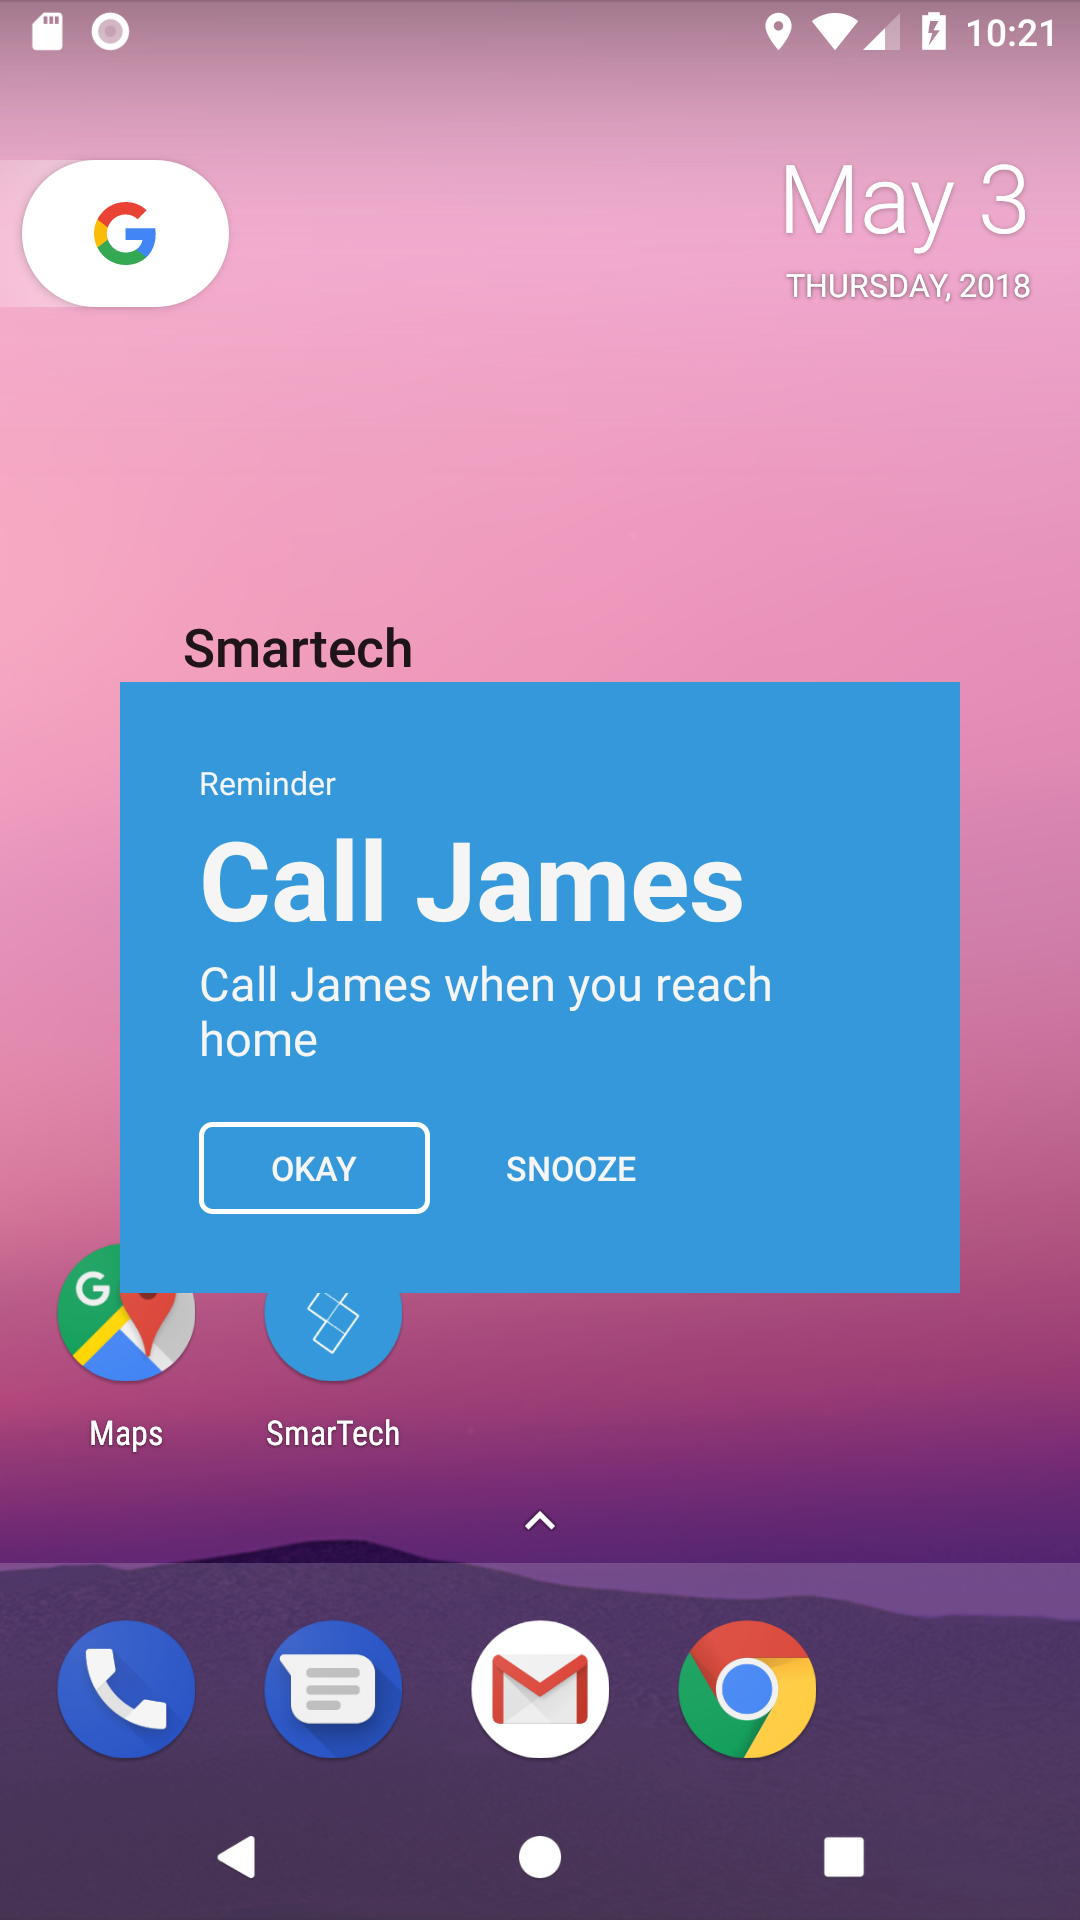 10:21
May 3
THURSDAY, 2018
Smartech
Reminder
Call James
Call James when you reach
home
OKAY
SNOOZE
Maps
SmarTech